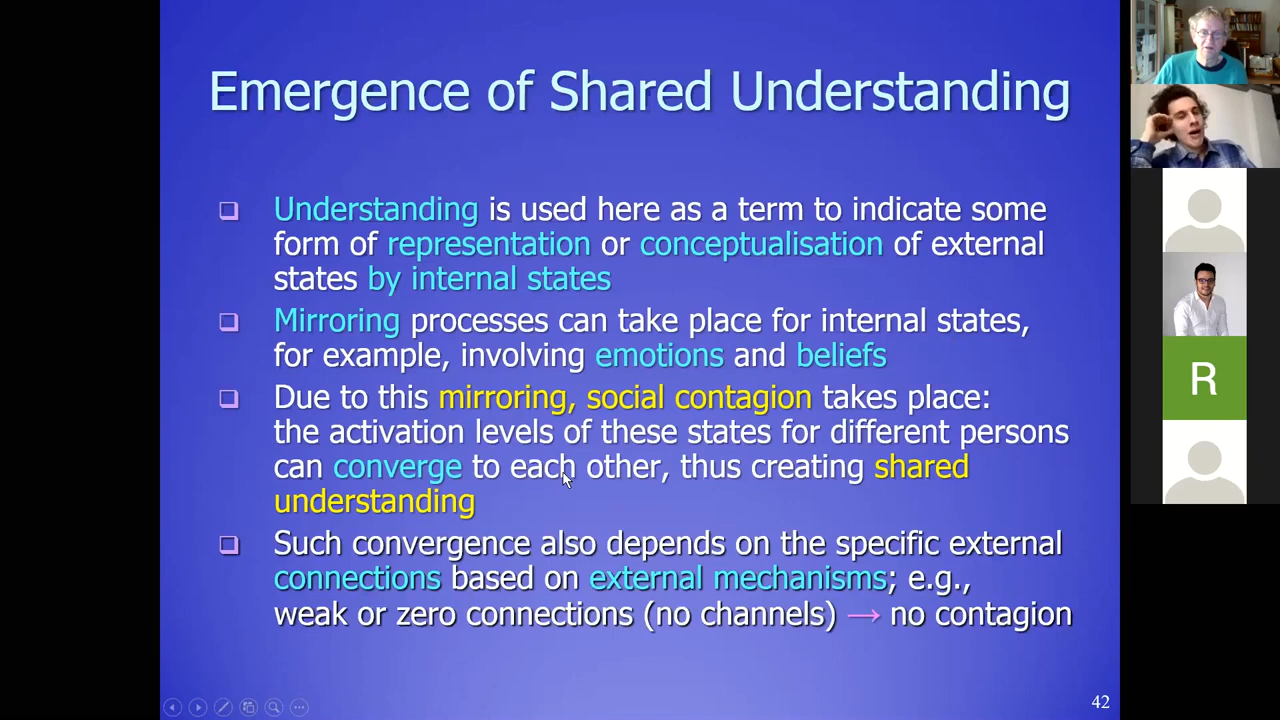 Emergence of Shared Understanding
Understanding is used here as a term to indicate some
form of representation or conceptualisation of external
states by internal states
Mirroring processes can take place for internal states,
for example, involving emotions and beliefs
Due to this mirroring, social contagion takes place:
the activation levels of these states for different persons
can converge to each other, thus creating shared
understanding
Such convergence also depends on the specific external
connections based on external mechanisms; e.g.,
weak or zero connections (no channels) → no contagion
42
R